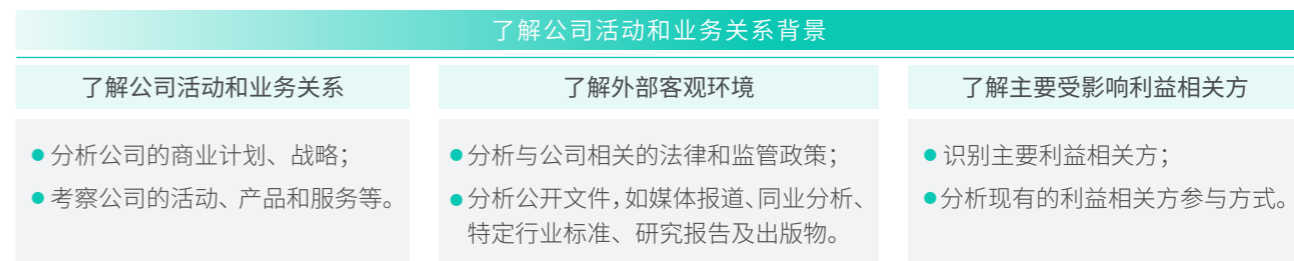 了解公司活动和业务关系背景
了解公司活动和业务关系
●分析公司的商业计划、战略；
●考察公司的活动、产品和服务等。
了解外部客观环境
●分析与公司相关的法律和监管政策；
●分析公开文件，如媒体报道、同业分析、
特定行业标准、研究报告及出版物。
了解主要受影响利益相关方
●识别主要利益相关方；
●分析现有的利益相关方参与方式。